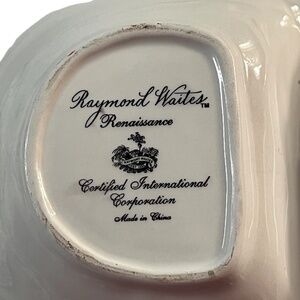 Raymond Waites™
Renaissance
Certified International
Corporation
Made in China